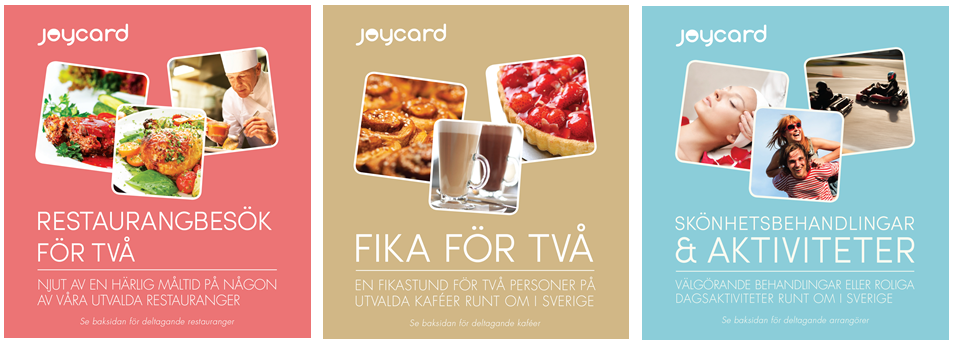 joycard
RESTAURANGBESÖK
FÖR TVÅ
NJUT AV EN HÄRLIG MÅLTID PÅ NÅGON
AV VÅRA UTVALDA RESTAURANGER
Se baksidan för deltagande restauranger
joycard
FIKA FÖR TVÅ
EN FIKASTUND FÖR TVÅ PERSONER PÅ
UTVALDA KAFÉER RUNT OM I SVERIGE
Se baksidan för deltagande kaféer
joycard
SKÖNHETSBEHANDLINGAR
& AKTIVITETER
VÄLGÖRANDE BEHANDLINGAR ELLER ROLIGA
DAGSAKTIVITETER RUNT OM I SVERIGE
Se baksidan för deltagande arrangörer